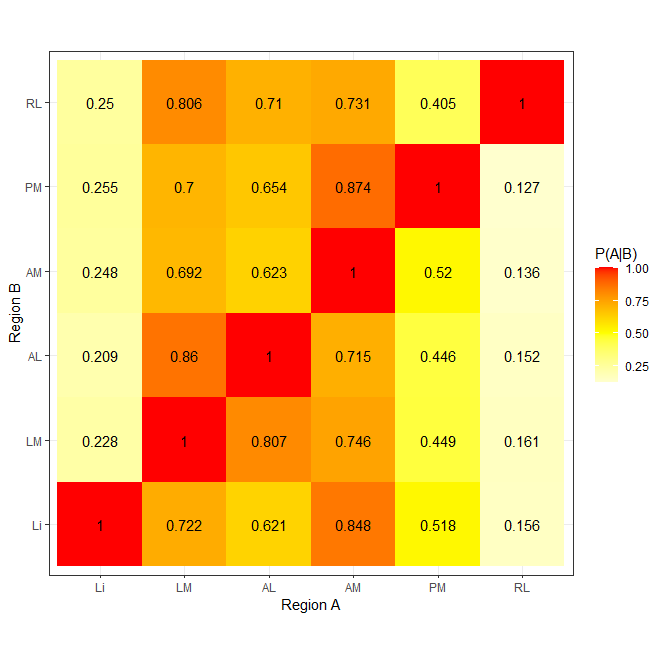 RL 0.25 0.806 0.71 0.731 0.405 1
PM 0.255 0.7 0.654 0.874 1 0.127
AM 0.248 0.692 0.623 1 0.52 0.136
AL 0.209 0.86 1 0.715 0.446 0.152
LM 0.228 1 0.807 0.746 0.449 0.161
Li 1 0.722 0.621 0.848 0.518 0.156
Li LM AL AM PM RL
Region A
Region B
P(A|B)
1.00
0.75
0.50
0.25